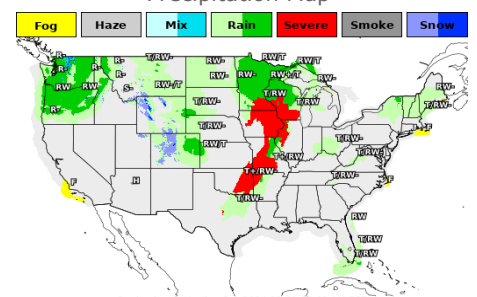 Precipitation Map
Fog Haze Mix Rain Severe Smoke Snow
R- R- T/RW- RW- RW/T RW/T
R- RW- RW- RW+/T RW-
RW RW S- RW-/T T/RW RW-
R- T/RW- T/RW T/RW-
T/RW- F
RW/T T/RW-
T+/RW
F H T+/RW- T/RW- F
T/RW-
RW
T/RW
T/RW